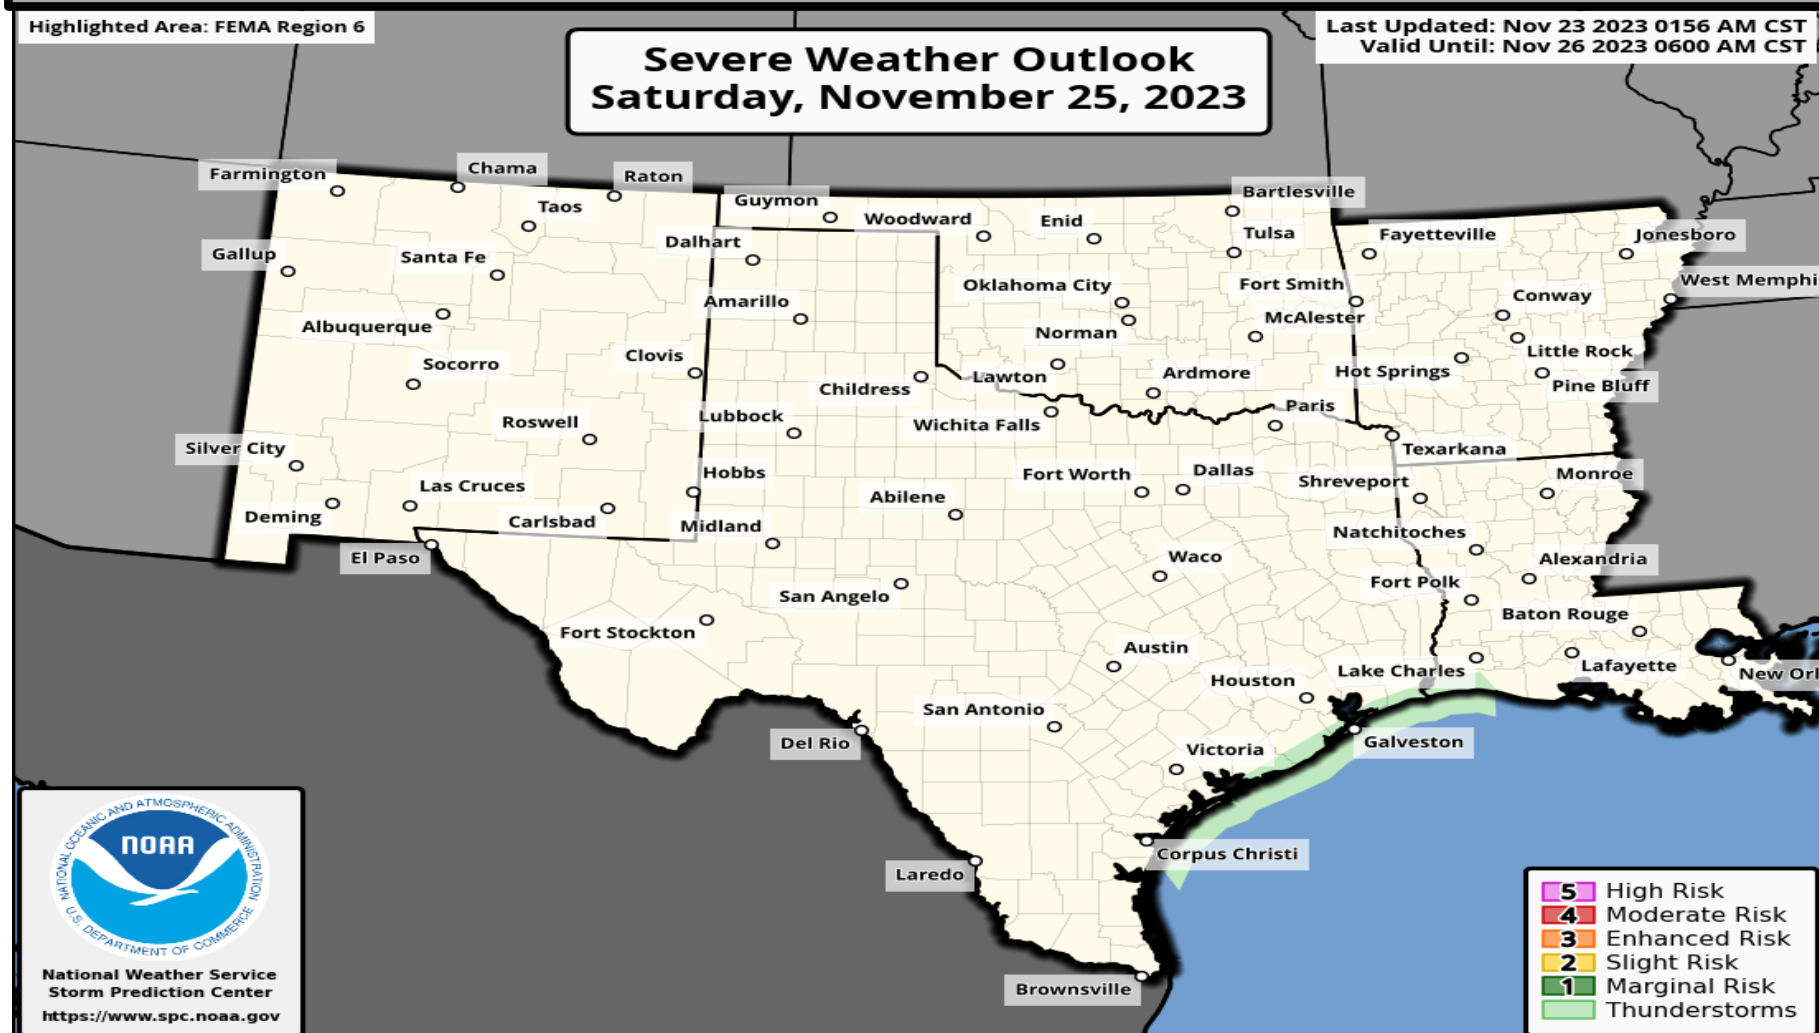 Highlighted Area: FEMA Region 6
Severe Weather Outlook
Saturday, November 25, 2023
Last Updated: Nov 23 2023 0156 AM CST
Valid Until: Nov 26 2023 0600 AM CST
Farmington
Chama
Raton
Taos
Guymon
Woodward
Enid
Bartlesville
Tulsa
Fayetteville
Jonesboro
Gallup
Santa Fe
Dalhart
Oklahoma City
Fort Smith
Conway
West Memphi
Albuquerque
Amarillo
Norman
McAlester
Little Rock
Socorro
Clovis
Childress
Lawton
Ardmore
Hot Springs
Pine Bluff
Roswell
Lubbock
Wichita Falls
Paris
Texarkana
Silver City
Las Cruces
Hobbs
Abilene
Fort Worth
Dallas
Shreveport
Monroe
Deming
Carlsbad
Midland
Natchitoches
El Paso
San Angelo
Waco
Fort Polk
Alexandria
Fort Stockton
Austin
Baton Rouge
Houston
Lake Charles
Lafayette
New Orl
San Antonio
Del Rio
Victoria
Galveston
Laredo
Corpus Christi
Brownsville
NATIONAL OCEANIC AND ATMOSPHERIC ADMINISTRATION
NOAA
U.S. DEPARTMENT OF COMMERCE
National Weather Service
Storm Prediction Center
https://www.spc.noaa.gov
5 High Risk
4 Moderate Risk
3 Enhanced Risk
2 Slight Risk
1 Marginal Risk
Thunderstorms